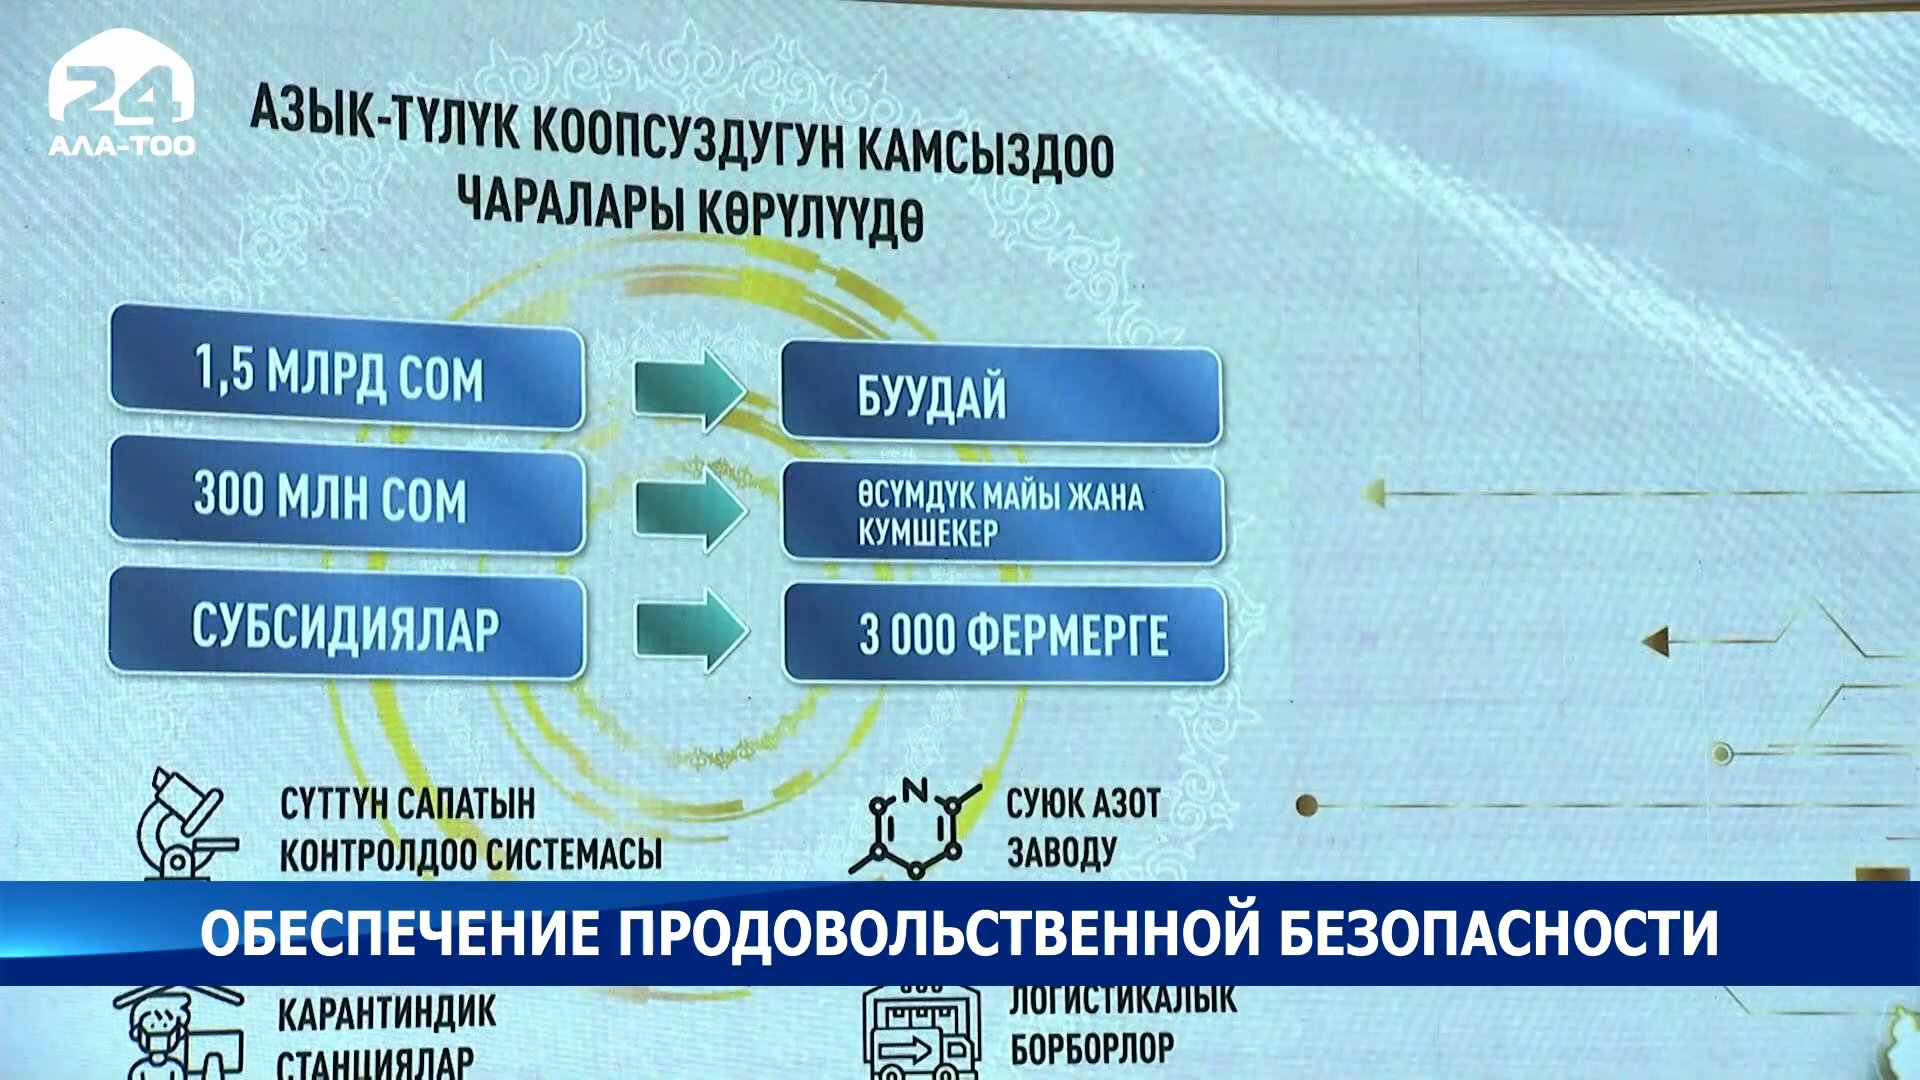 24
АЛА-ТОО
АЗЫК-ТҮЛҮК КООПСУЗДУГУН КАМСЫЗДОО
ЧАРАЛАРЫ КӨРҮЛҮҮДӨ
1,5 МЛРД СОМ
БУУДАЙ
300 МЛН СОМ
ӨСҮМДҮК МАЙЫ ЖАНА
КУМШЕКЕР
СУБСИДИЯЛАР
3 000 ФЕРМЕРГЕ
СҮТТҮН САПАТЫН
КОНТРОЛДОО СИСТЕМАСЫ
N
СУЮК АЗОТ
ЗАВОДУ
ОБЕСПЕЧЕНИЕ ПРОДОВОЛЬСТВЕННОЙ БЕЗОПАСНОСТИ
КАРАНТИНДИК
СТАНЦИЯЛАР
ЛОГИСТИКАЛЫК
БОРБОРЛОР